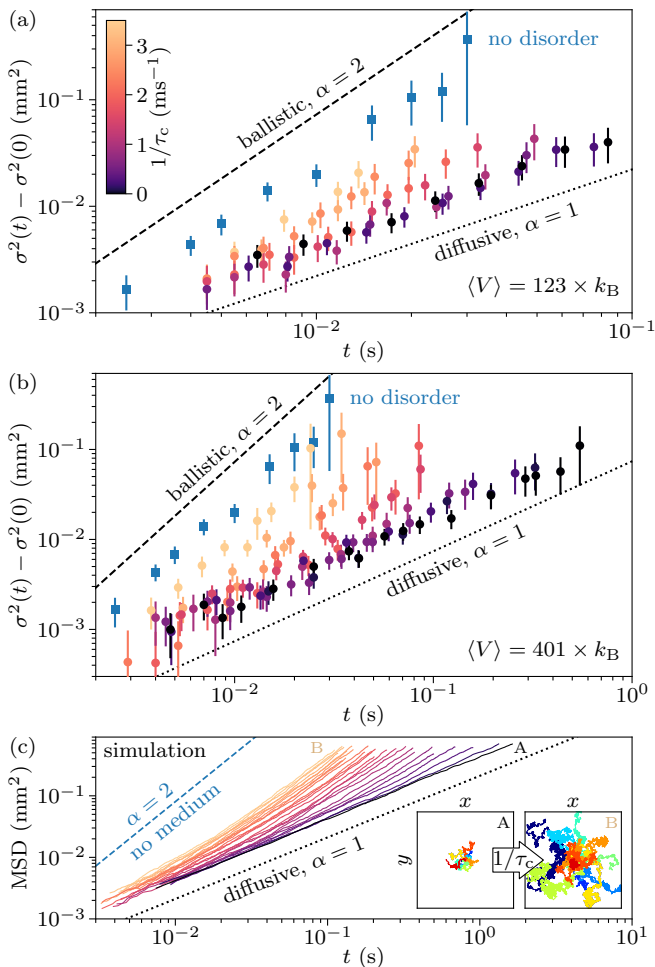 (a)
3
2
1
0
1/τc (ms⁻¹)
ballistic, α = 2
no disorder
diffusive, α = 1
⟨V⟩ = 123 × kB
10⁻¹
10⁻²
10⁻³
σ²(t) − σ²(0) (mm²)
10⁻²
10⁻¹
t (s)
(b)
ballistic, α = 2
no disorder
diffusive, α = 1
⟨V⟩ = 401 × kB
10⁻¹
10⁻²
10⁻³
σ²(t) − σ²(0) (mm²)
10⁻²
10⁻¹
10⁰
t (s)
(c)
simulation
B
A
α = 2
no medium
diffusive, α = 1
x
x
A
B
y
1/τc
10⁻¹
10⁻²
10⁻³
MSD (mm²)
10⁻²
10⁻¹
10⁰
10¹
t (s)